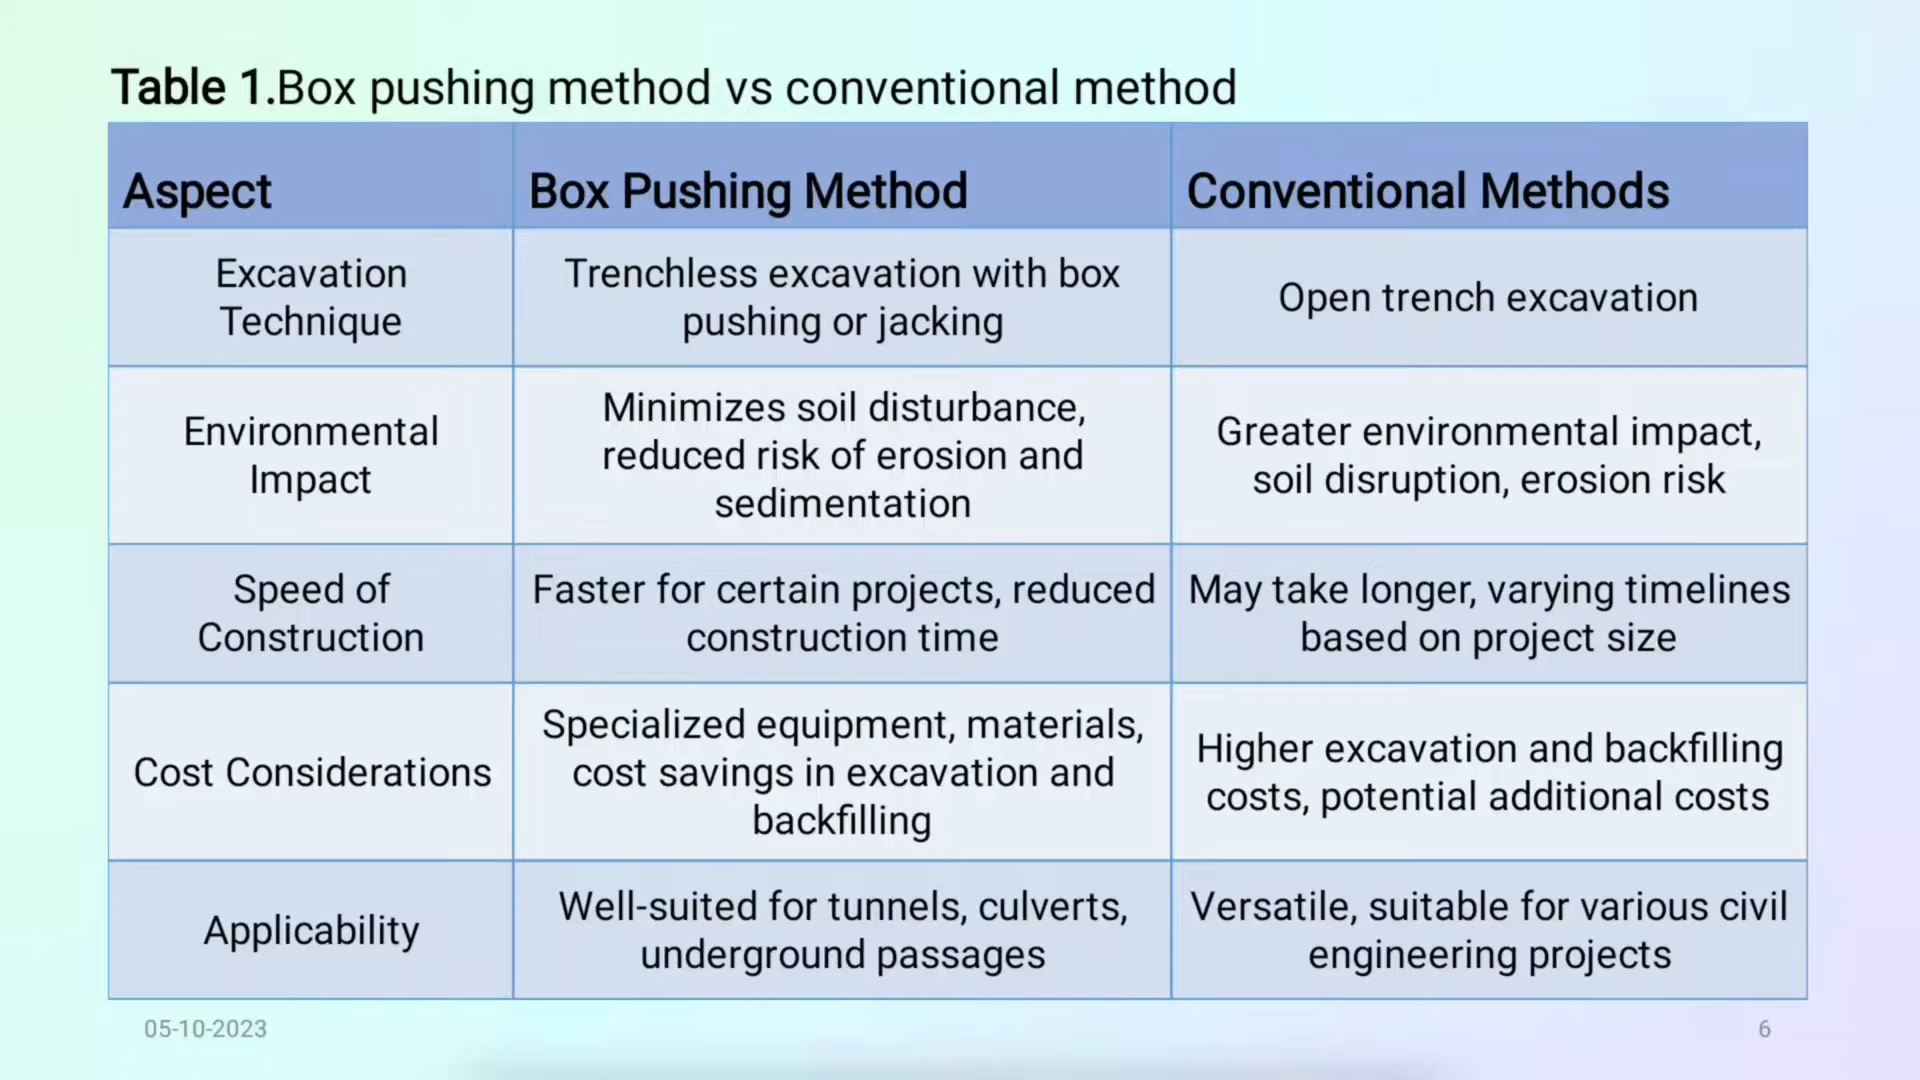 Table 1.Box pushing method vs conventional method
Aspect
Box Pushing Method
Conventional Methods
Excavation
Technique
Trenchless excavation with box
pushing or jacking
Open trench excavation
Environmental
Impact
Minimizes soil disturbance,
reduced risk of erosion and
sedimentation
Greater environmental impact,
soil disruption, erosion risk
Speed of
Construction
Faster for certain projects, reduced
construction time
May take longer, varying timelines
based on project size
Cost Considerations
Specialized equipment, materials,
cost savings in excavation and
backfilling
Higher excavation and backfilling
costs, potential additional costs
Applicability
Well-suited for tunnels, culverts,
underground passages
Versatile, suitable for various civil
engineering projects
05-10-2023
6